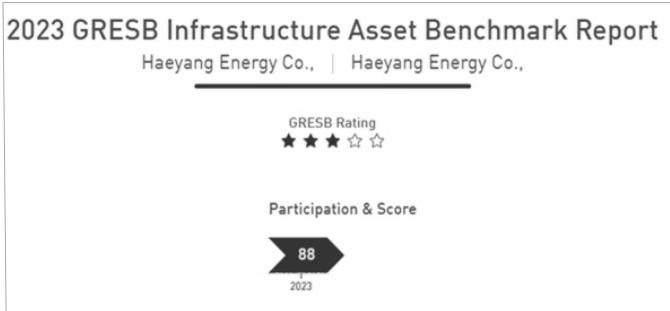 2023 GRESB Infrastructure Asset Benchmark Report
Haeyang Energy Co., | Haeyang Energy Co.,
GRESB Rating
★ ★ ★ ☆ ☆
Participation & Score
88
2023